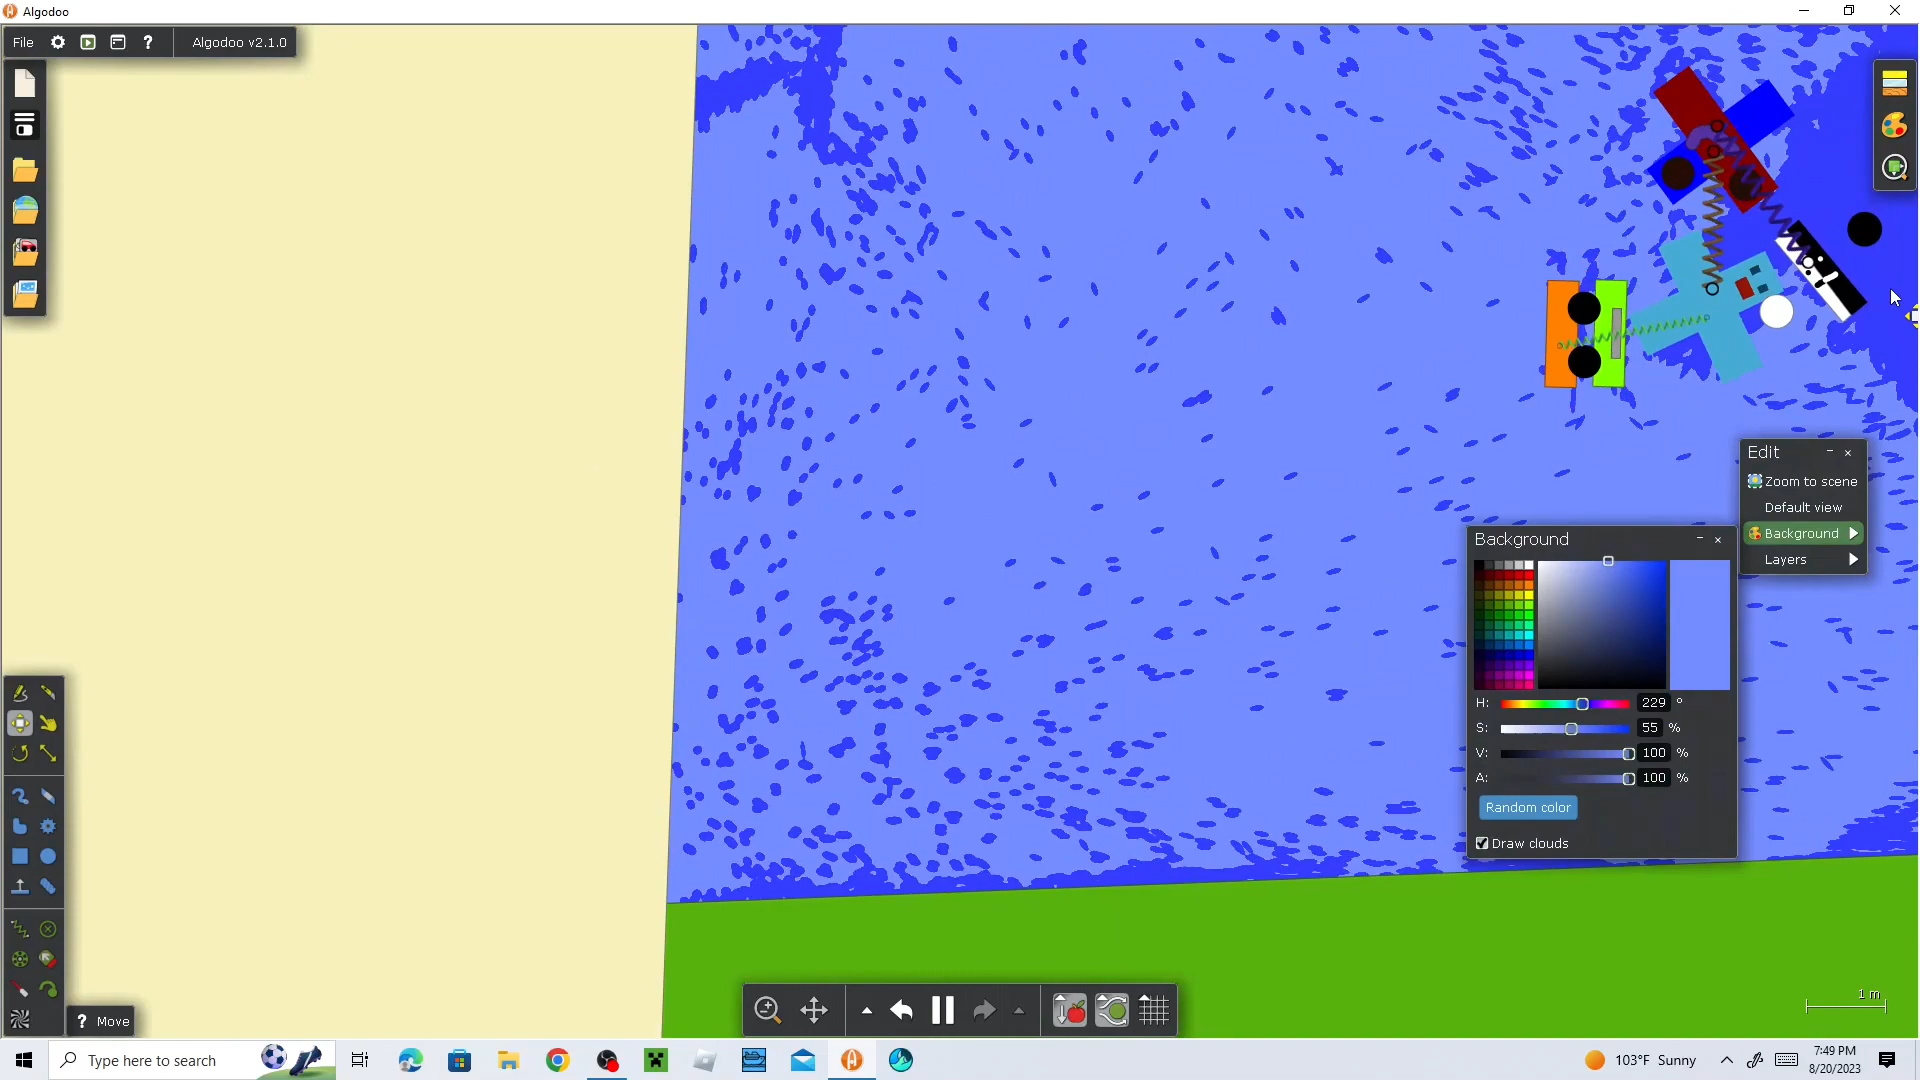 Algodoo
File ? Algodoo v2.1.0
Edit
Zoom to scene
Default view
Background
Layers
Background
H: 229 °
S: 55 %
V: 100 %
A: 100 %
Random color
Draw clouds
1 m
? Move
Type here to search
103°F Sunny
7:49 PM
8/20/2023